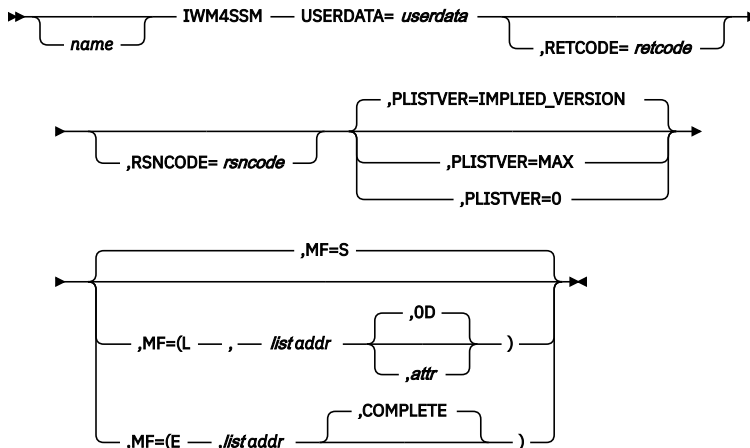 IWM4SSM USERDATA= userdata
name
,RETCODE= retcode
,PLISTVER=IMPLIED_VERSION
,RSNCODE= rsncode
,PLISTVER=MAX
,PLISTVER=0
,MF=S
,0D
,MF=(L , list addr )
,attr
,COMPLETE
,MF=(E ,list addr )